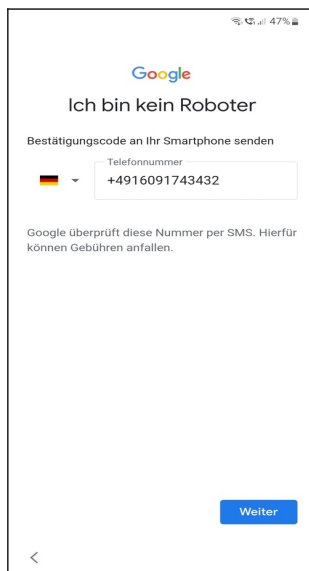 47%
Google
Ich bin kein Roboter
Bestätigungscode an Ihr Smartphone senden
Telefonnummer
+4916091743432
Google überprüft diese Nummer per SMS. Hierfür
können Gebühren anfallen.
Weiter